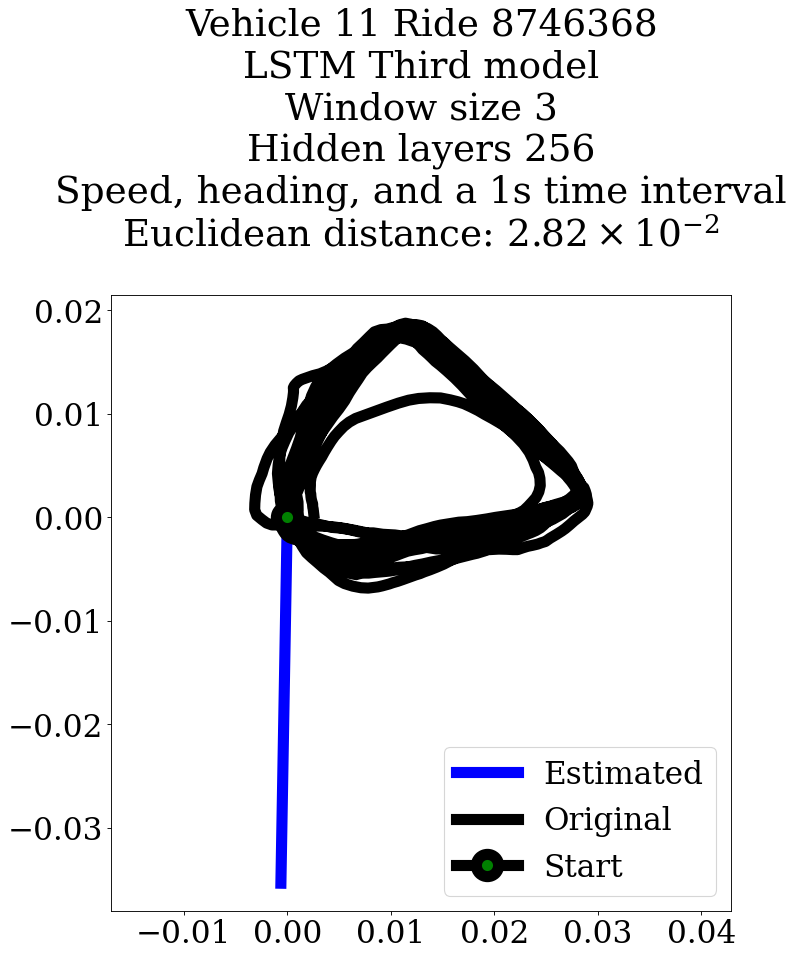 Vehicle 11 Ride 8746368
LSTM Third model
Window size 3
Hidden layers 256
Speed, heading, and a 1s time interval
Euclidean distance: 2.82 × 10⁻²
0.02
0.01
0.00
−0.01
−0.02
−0.03
Estimated
Original
Start
−0.01 0.00 0.01 0.02 0.03 0.04